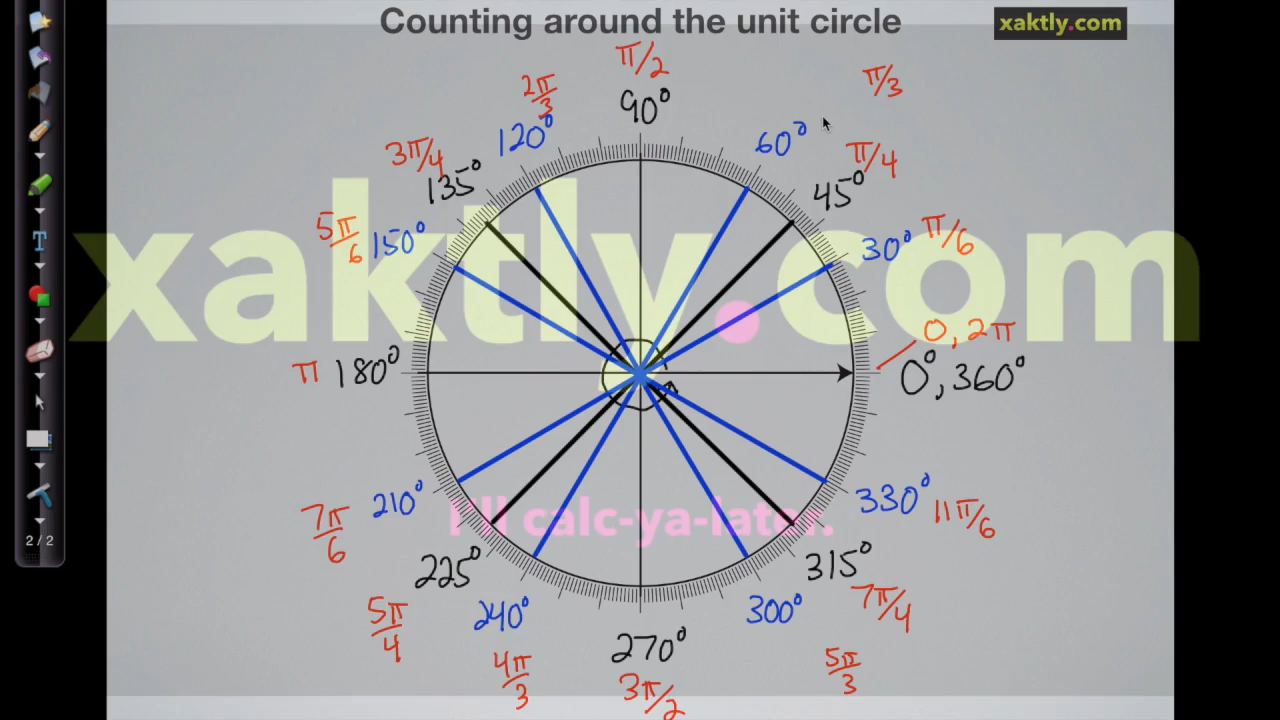 Counting around the unit circle
xaktly.com
π/2
π/3
2π/3
90°
120°
60°
3π/4
π/4
135°
45°
5π/6
150°
30°
π/6
xaktly.com
0, 2π
π
180°
0°, 360°
7π/6
210°
I'll calc-ya-later.
330°
11π/6
225°
315°
5π/4
240°
300°
7π/4
270°
4π/3
3π/2
5π/3
T
2 / 2